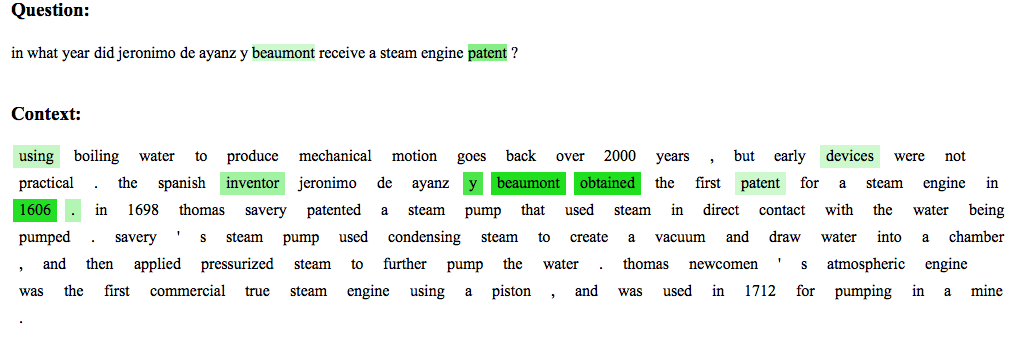 Question:
in what year did jeronimo de ayanz y beaumont receive a steam engine patent ?
Context:
using boiling water to produce mechanical motion goes back over 2000 years , but early devices were not
practical . the spanish inventor jeronimo de ayanz y beaumont obtained the first patent for a steam engine in
1606 . in 1698 thomas savery patented a steam pump that used steam in direct contact with the water being
pumped . savery ' s steam pump used condensing steam to create a vacuum and draw water into a chamber
, and then applied pressurized steam to further pump the water . thomas newcomen ' s atmospheric engine
was the first commercial true steam engine using a piston , and was used in 1712 for pumping in a mine
.